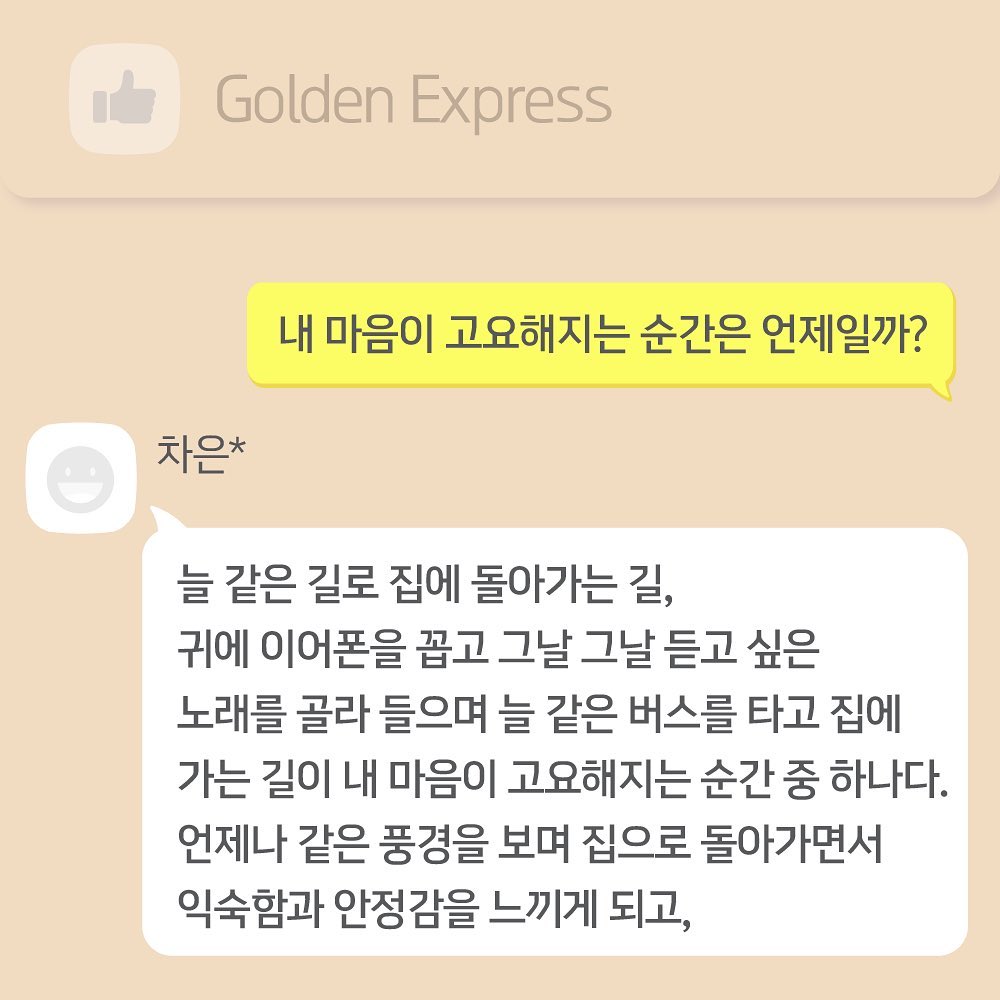 Golden Express
내 마음이 고요해지는 순간은 언제일까?
차은*
늘 같은 길로 집에 돌아가는 길,
귀에 이어폰을 꼽고 그날 그날 듣고 싶은
노래를 골라 들으며 늘 같은 버스를 타고 집에
가는 길이 내 마음이 고요해지는 순간 중 하나다.
언제나 같은 풍경을 보며 집으로 돌아가면서
익숙함과 안정감을 느끼게 되고,